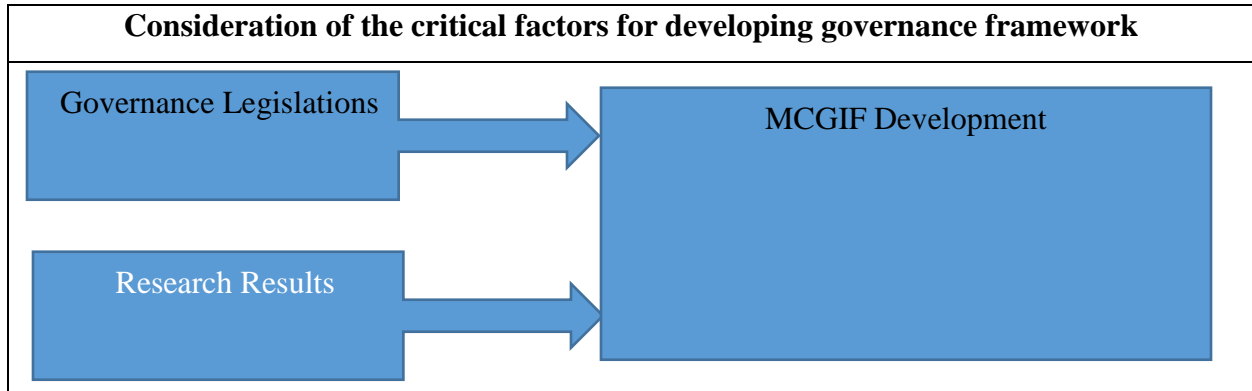 Consideration of the critical factors for developing governance framework
Governance Legislations
MCGIF Development
Research Results